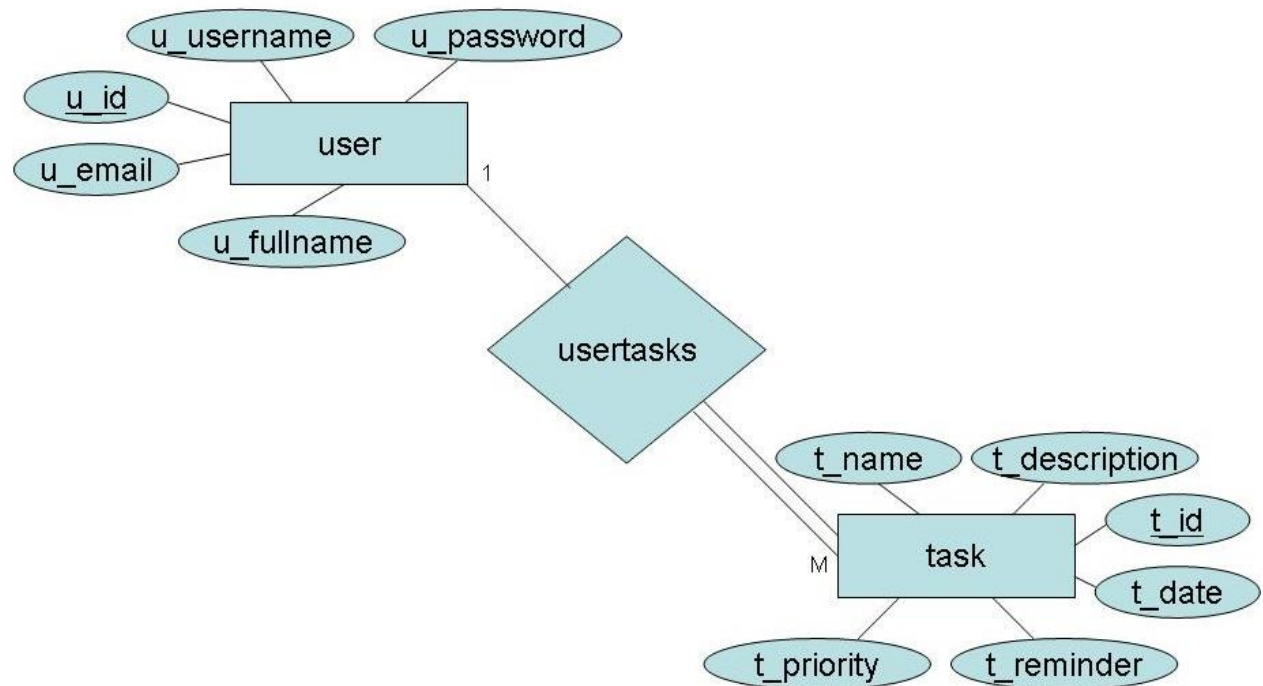 u_username
u_password
u_id
user
u_email
1
u_fullname
usertasks
t_name
t_description
t_id
task
M
t_date
t_priority
t_reminder